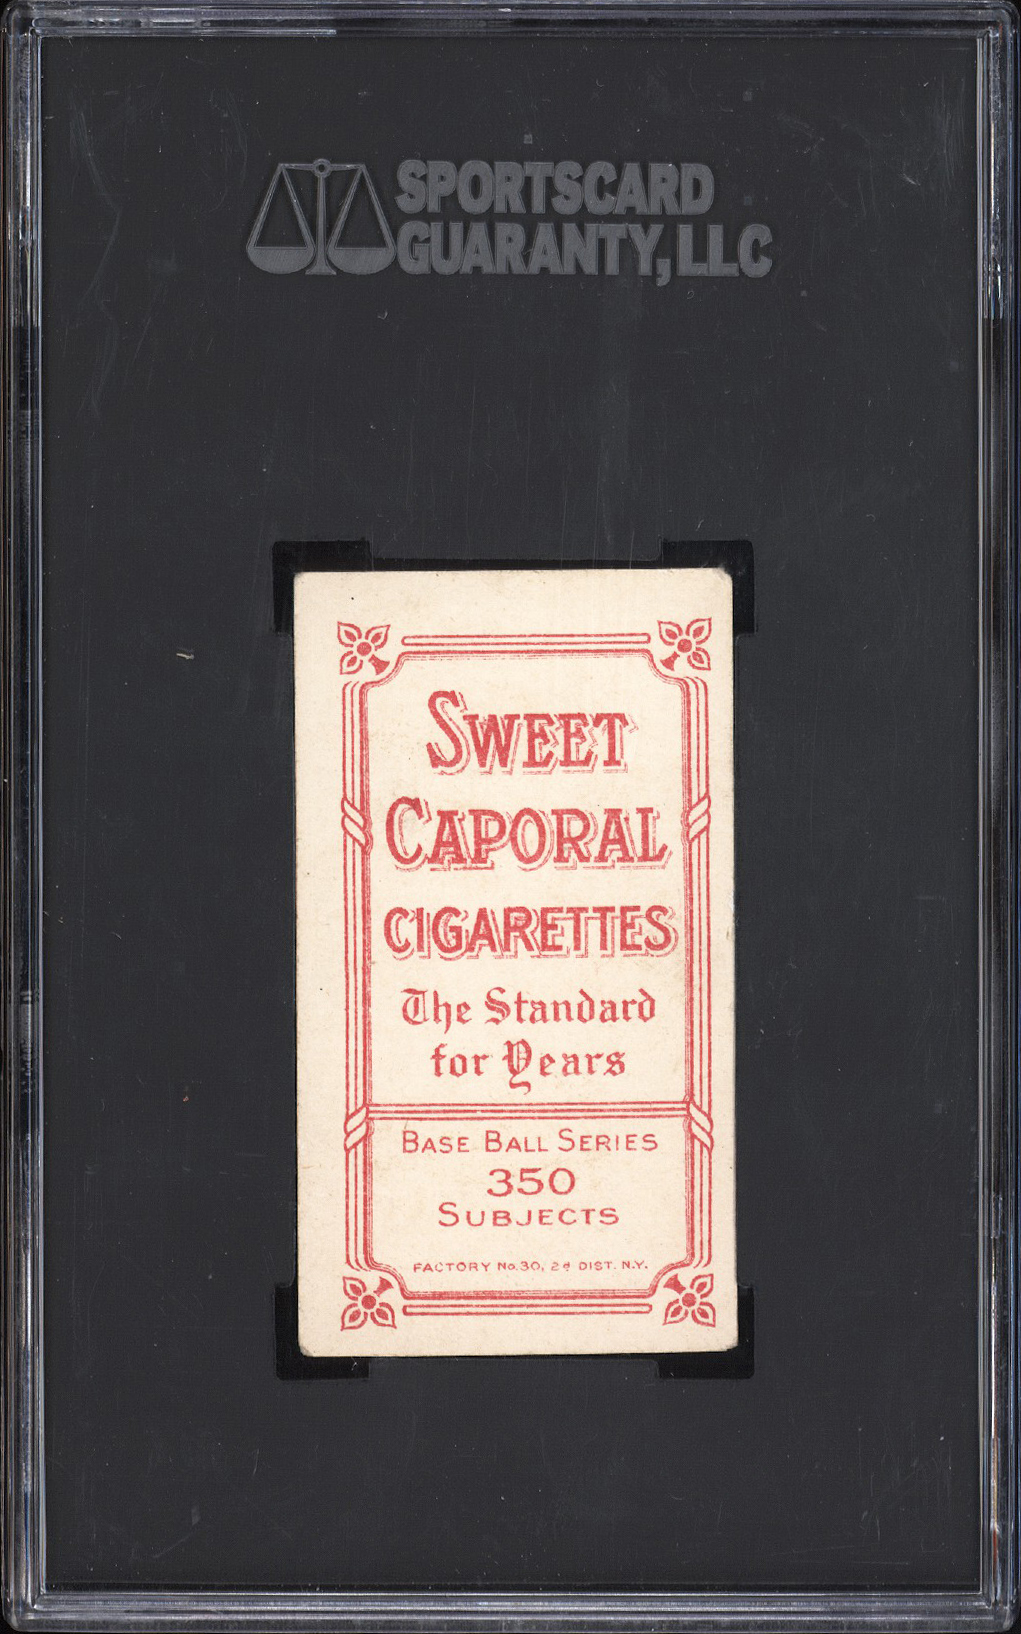 SPORTSCARD
GUARANTY, LLC
SWEET
CAPORAL
CIGARETTES
The Standard
for Years
BASE BALL SERIES
350
SUBJECTS
FACTORY No. 30, 2d DIST. N.Y.